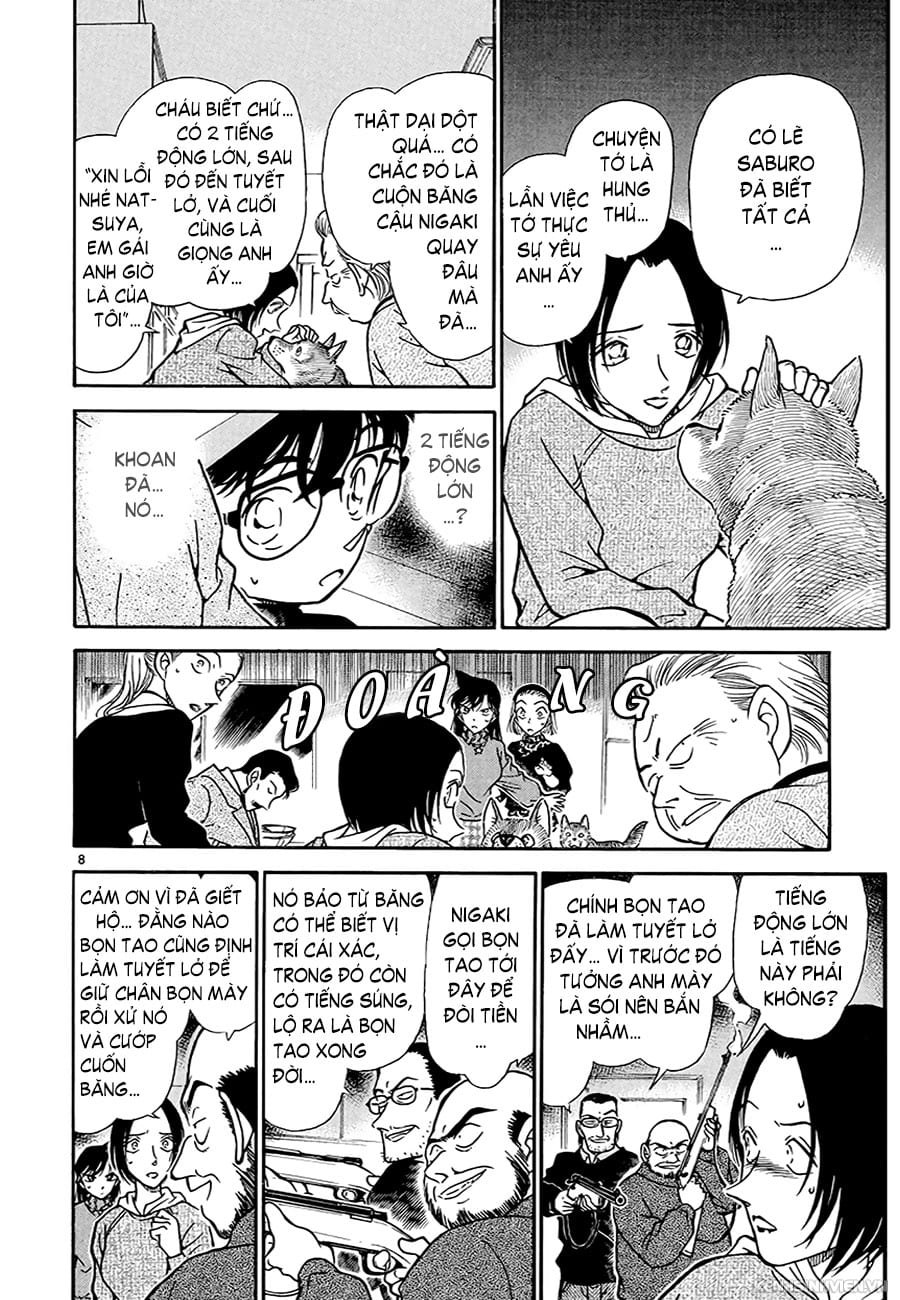 CÓ LẼ
SABURO
ĐÃ BIẾT
TẤT CẢ
...
CHUYỆN
TỚ LÀ
HUNG
THỦ...
LẪN VIỆC
TỚ THỰC
SỰ YÊU
ANH ẤY
...
THẬT DẠI DỘT
QUÁ... CÓ
CHẮC ĐÓ LÀ
CUỘN BĂNG
CẬU NIGAKI
QUAY
ĐÂU
MÀ
ĐÀ...
CHÁU BIẾT CHỨ...
CÓ 2 TIẾNG
ĐỘNG LỚN, SAU
ĐÓ ĐẾN TUYẾT
LỞ, VÀ CUỐI
CÙNG LÀ
GIỌNG ANH
ẤY...
"XIN LỖI
NHÉ NAT-
SUYA,
EM GÁI
ANH GIỜ
LÀ CỦA
TÔI"...
2 TIẾNG
ĐỘNG
LỚN
...?
KHOAN
ĐÃ...
NÓ...
ĐOÀNG
8
TIẾNG
ĐỘNG LỚN
LÀ TIẾNG
NÀY PHẢI
KHÔNG?
CHÍNH BỌN TAO
ĐÃ LÀM TUYẾT LỞ
ĐẤY... VÌ TRƯỚC ĐÓ
TƯỞNG ANH MÀY
LÀ SÓI NÊN BẮN
NHẦM...
NIGAKI
GỌI BỌN
TAO TỚI
ĐÂY ĐỂ
ĐÒI TIỀN
...
NÓ BẢO TỪ BĂNG
CÓ THỂ BIẾT VỊ
TRÍ CÁI XÁC,
TRONG ĐÓ CÒN
CÓ TIẾNG SÚNG,
LỘ RA LÀ BỌN
TAO XONG
ĐỜI...
CẢM ƠN VÌ ĐÃ GIẾT
HỘ... ĐẰNG NÀO
BỌN TAO CŨNG ĐỊNH
LÀM TUYẾT LỞ ĐỂ
GIỮ CHÂN BỌN MÀY
RỒI XỬ NÓ
VÀ CƯỚP
CUỐN
BĂNG...